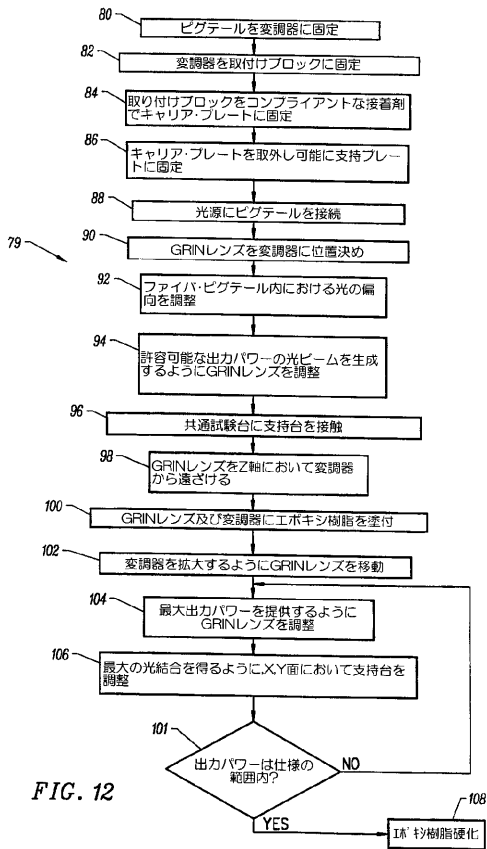 80
ピグテールを変調器に固定
82
変調器を取付けブロックに固定
84
取り付けブロックをコンプライアントな接着剤
でキャリア・プレートに固定
86
キャリア・プレートを取外し可能に支持プレー
トに固定
88
光源にピグテールを接続
79
90
GRINレンズを変調器に位置決め
92
ファイバ・ピグテール内における光の偏
向を調整
94
許容可能な出力パワーの光ビームを生成
するようにGRINレンズを調整
96
共通試験台に支持台を接触
98
GRINレンズをZ軸において変調器
から遠ざける
100
GRINレンズ及び変調器にエポキシ樹脂を塗付
102
変調器を拡大するようにGRINレンズを移動
104
最大出力パワーを提供するように
GRINレンズを調整
106
最大の光結合を得るように,X,Y面において支持台を
調整
101
出力パワーは仕様の
範囲内?
NO
YES
108
エポキシ樹脂硬化
FIG. 12